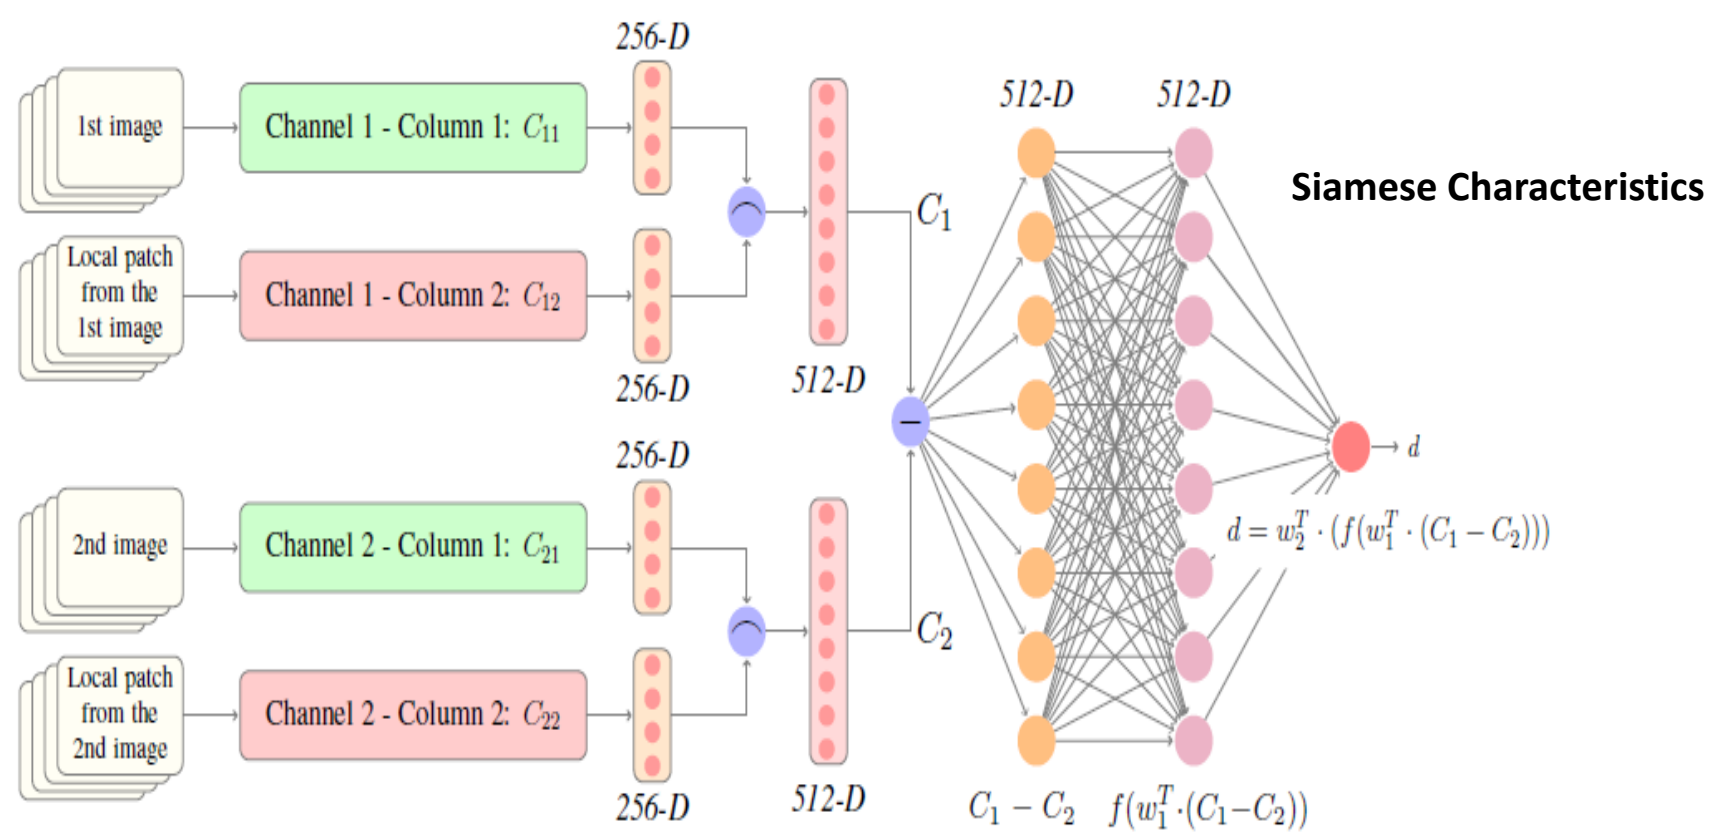 256-D
1st image
Channel 1 - Column 1: C₁₁
Local patch
from the
1st image
Channel 1 - Column 2: C₁₂
256-D
512-D
C₁
256-D
2nd image
Channel 2 - Column 1: C₂₁
Local patch
from the
2nd image
Channel 2 - Column 2: C₂₂
256-D
512-D
C₂
−
512-D
512-D
C₁ − C₂
f(w₁ᵀ·(C₁−C₂))
Siamese Characteristics
d
d = w₂ᵀ · (f(w₁ᵀ · (C₁ − C₂)))